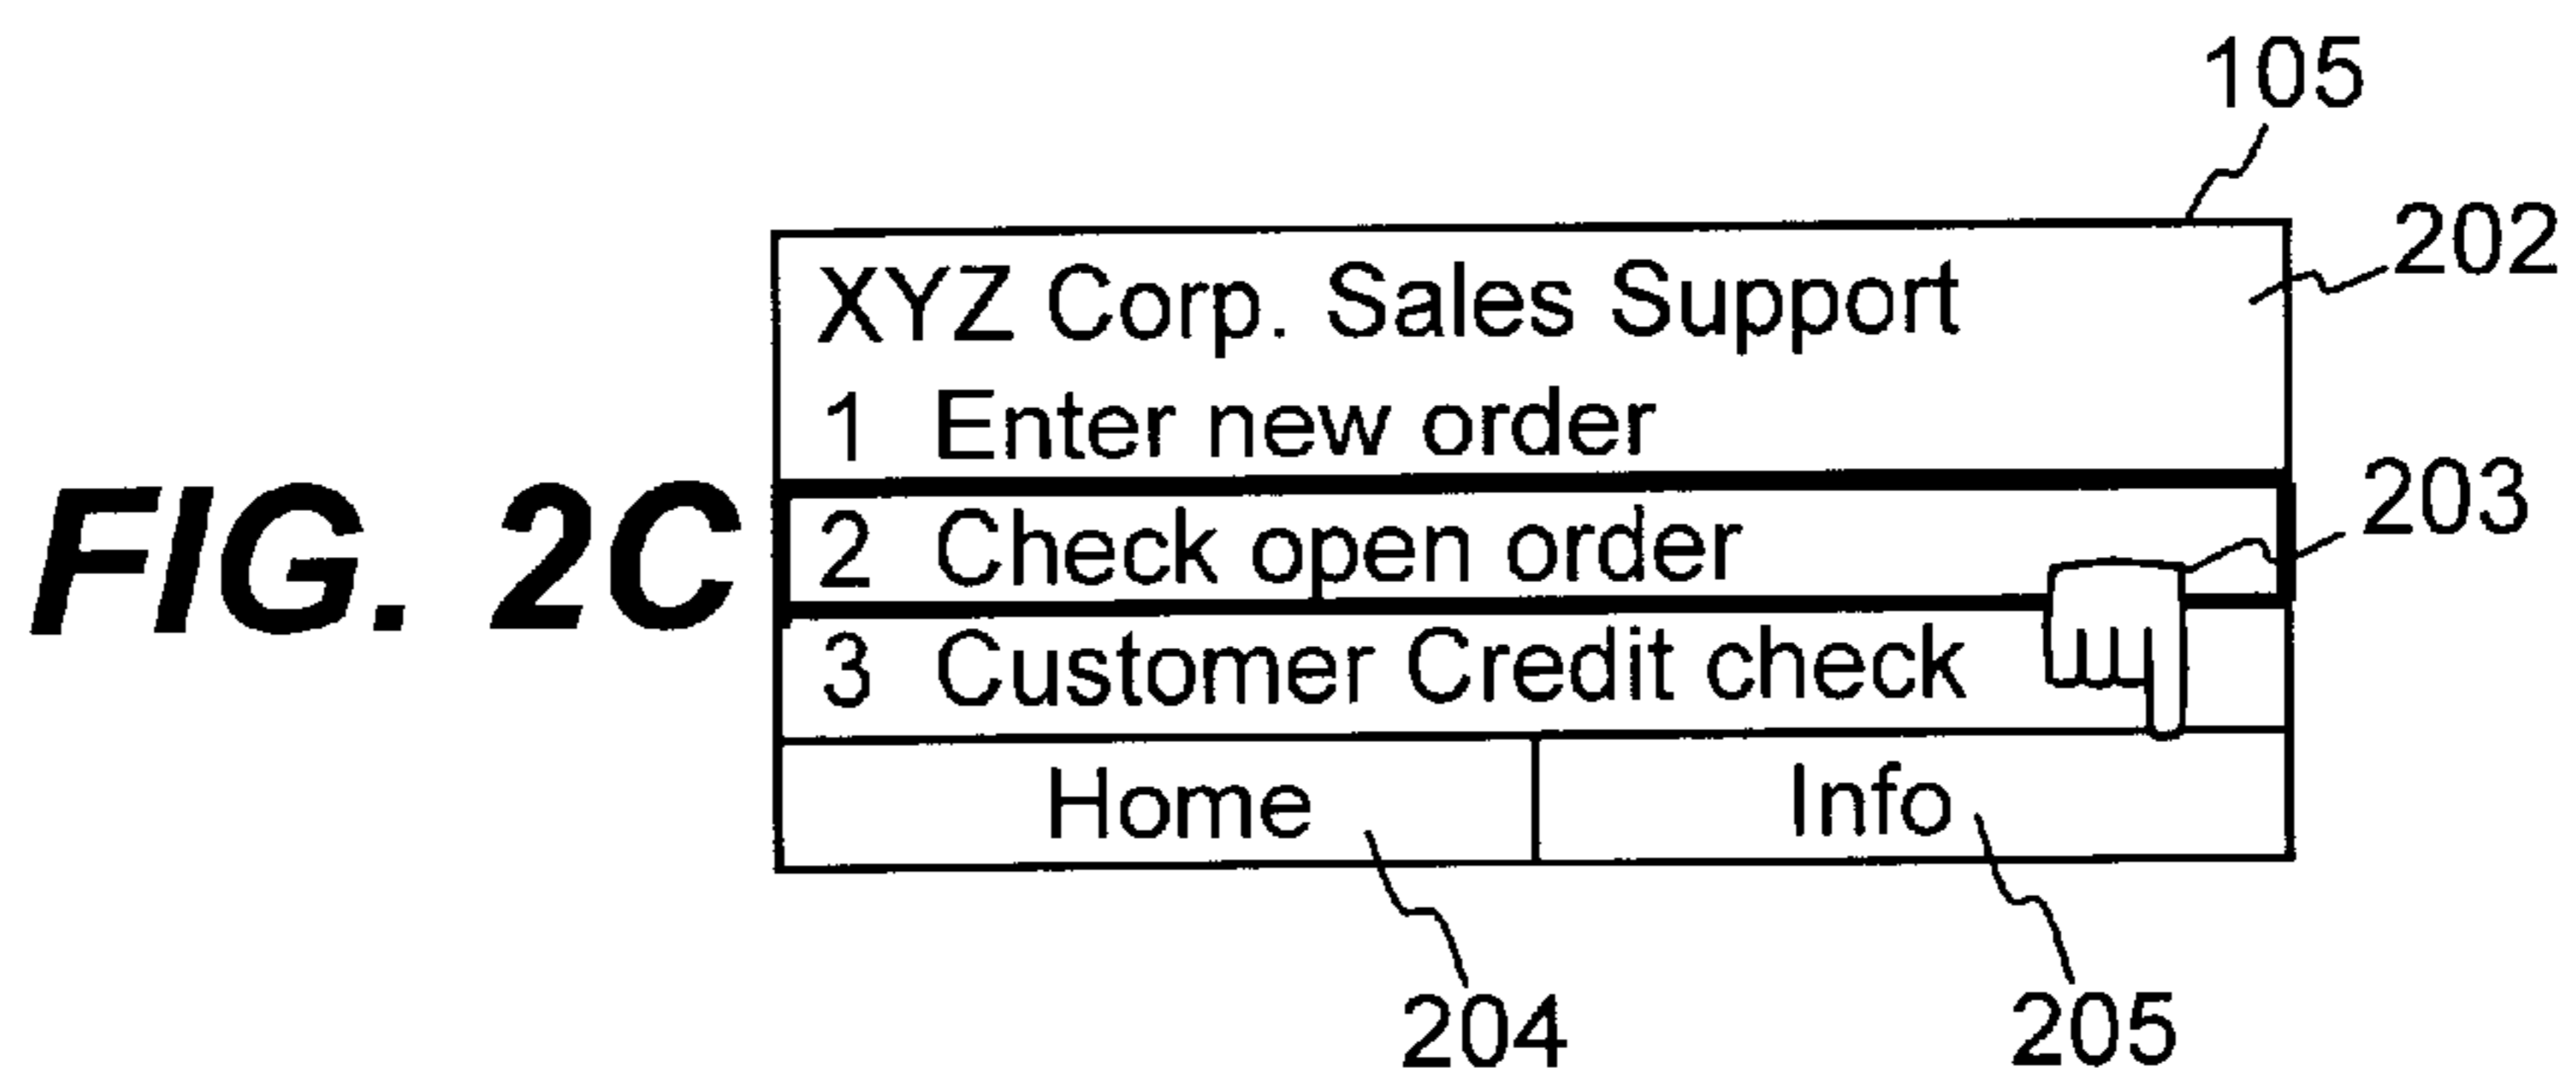 105
202
XYZ Corp. Sales Support
1 Enter new order
203
FIG. 2C
2 Check open order
3 Customer Credit check
Home
Info
204
205